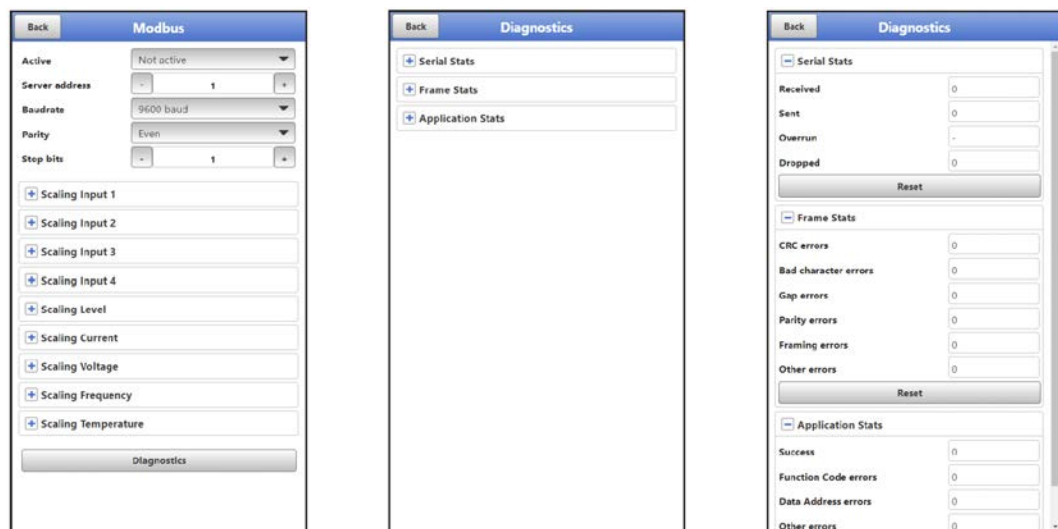 Back Modbus
Active Not active
Server address - 1 +
Baudrate 9600 baud
Parity Even
Stop bits - 1 +
+ Scaling Input 1
+ Scaling Input 2
+ Scaling Input 3
+ Scaling Input 4
+ Scaling Level
+ Scaling Current
+ Scaling Voltage
+ Scaling Frequency
+ Scaling Temperature
Diagnostics
Back Diagnostics
+ Serial Stats
+ Frame Stats
+ Application Stats
Back Diagnostics
- Serial Stats
Received 0
Sent 0
Overrun -
Dropped 0
Reset
- Frame Stats
CRC errors 0
Bad character errors 0
Gap errors 0
Parity errors 0
Framing errors 0
Other errors 0
Reset
- Application Stats
Success 0
Function Code errors 0
Data Address errors 0
Other errors 0